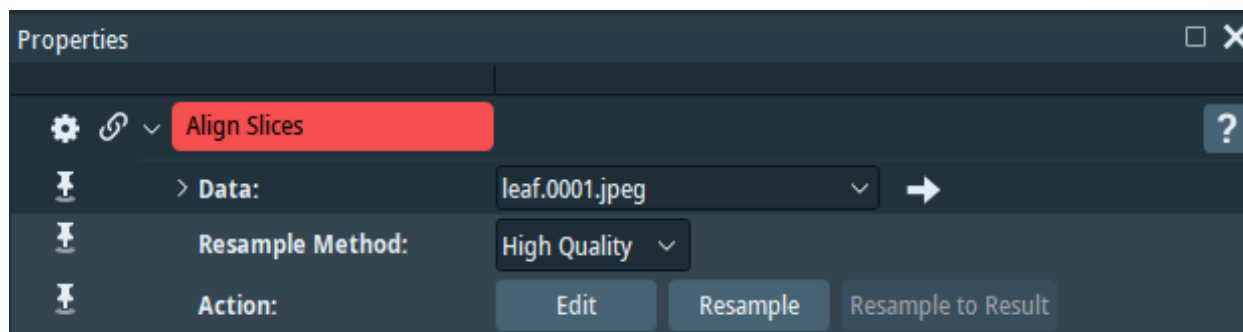 Properties
Align Slices ?
Data: leaf.0001.jpeg
Resample Method: High Quality
Action: Edit Resample Resample to Result